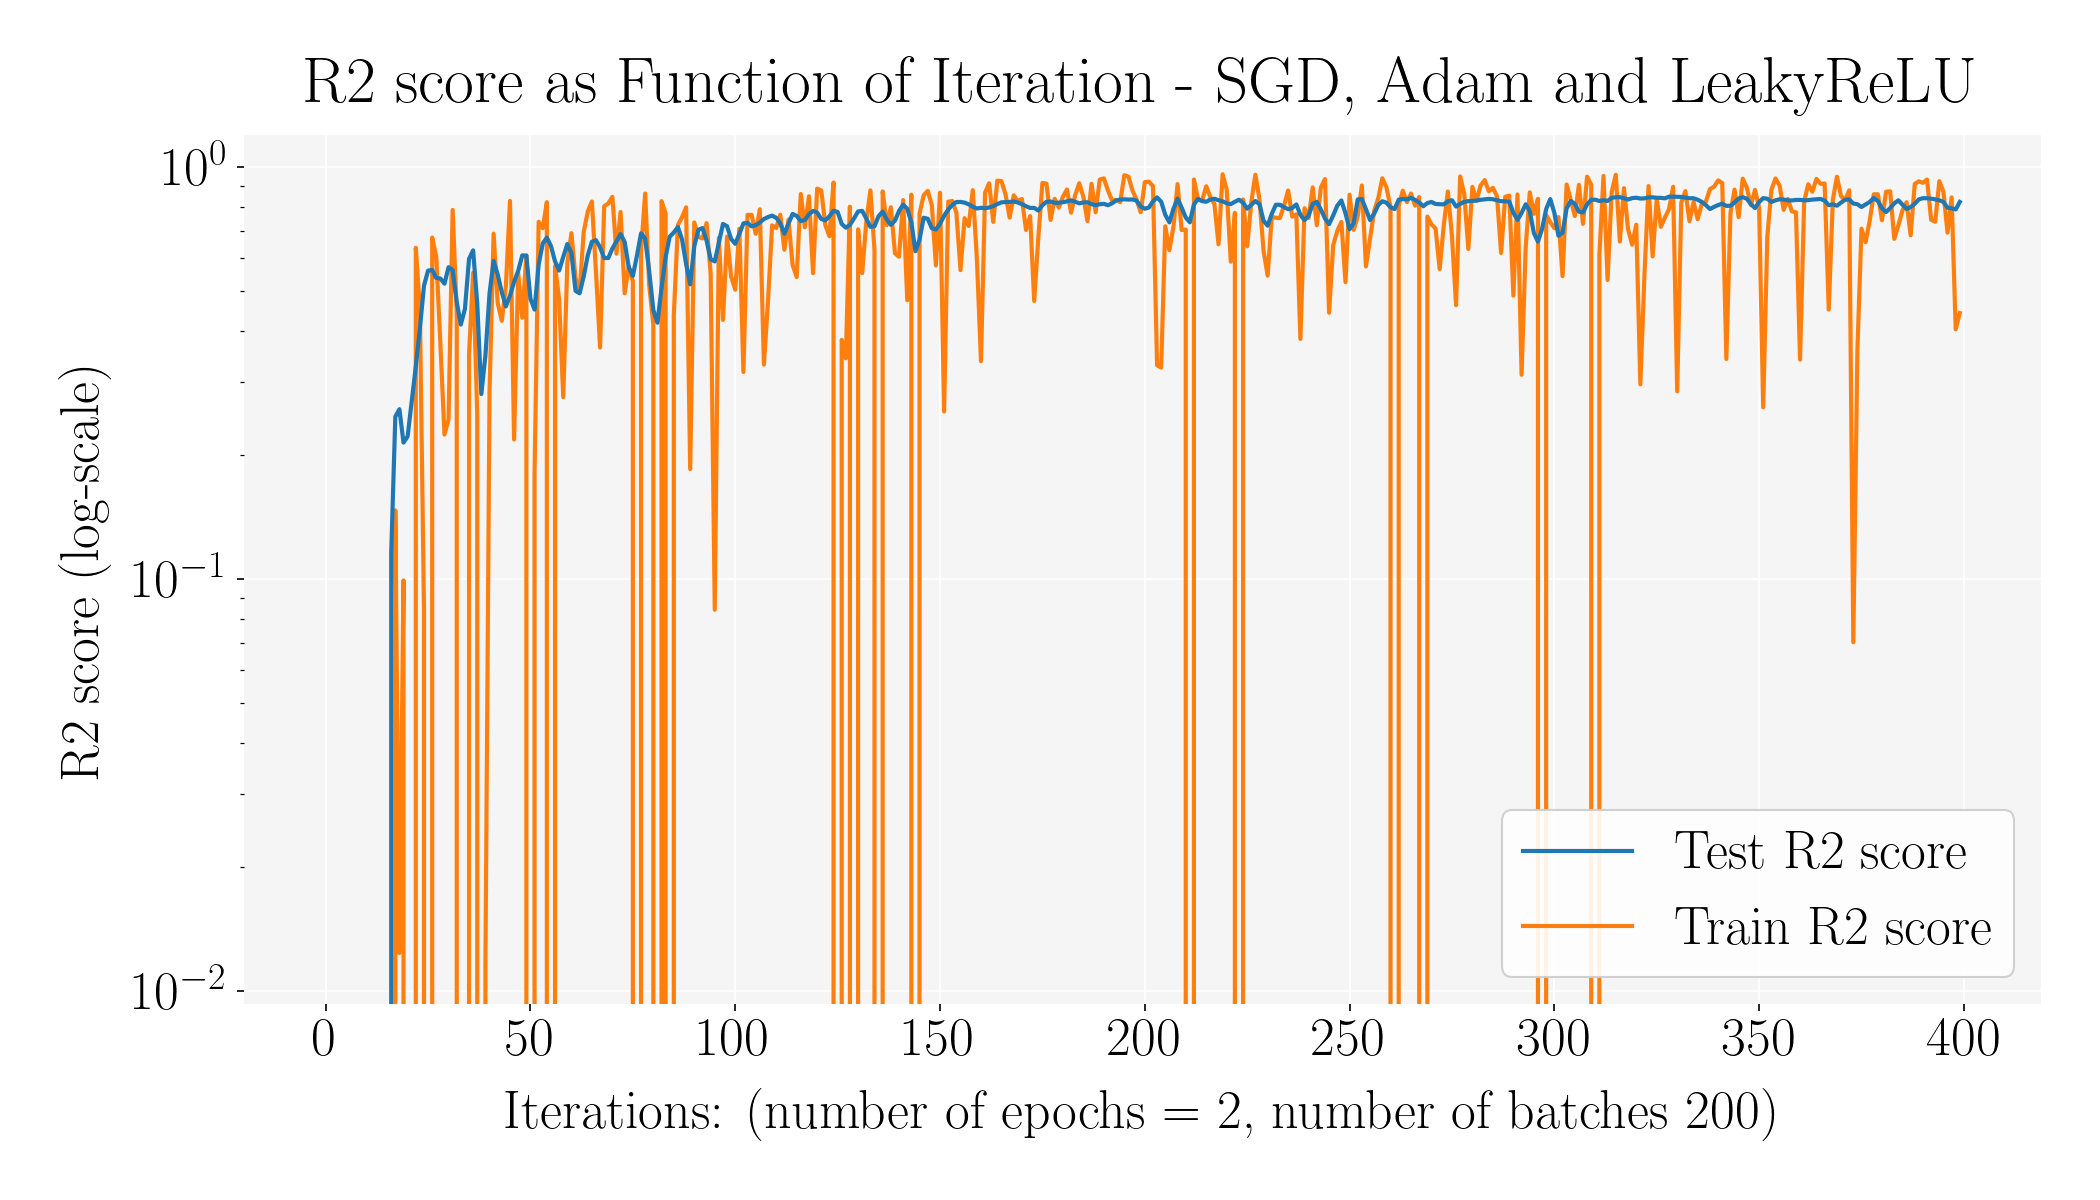 R2 score as Function of Iteration - SGD, Adam and LeakyReLU
R2 score (log-scale)
10⁰
10⁻¹
10⁻²
0 50 100 150 200 250 300 350 400
Iterations: (number of epochs = 2, number of batches 200)
Test R2 score
Train R2 score